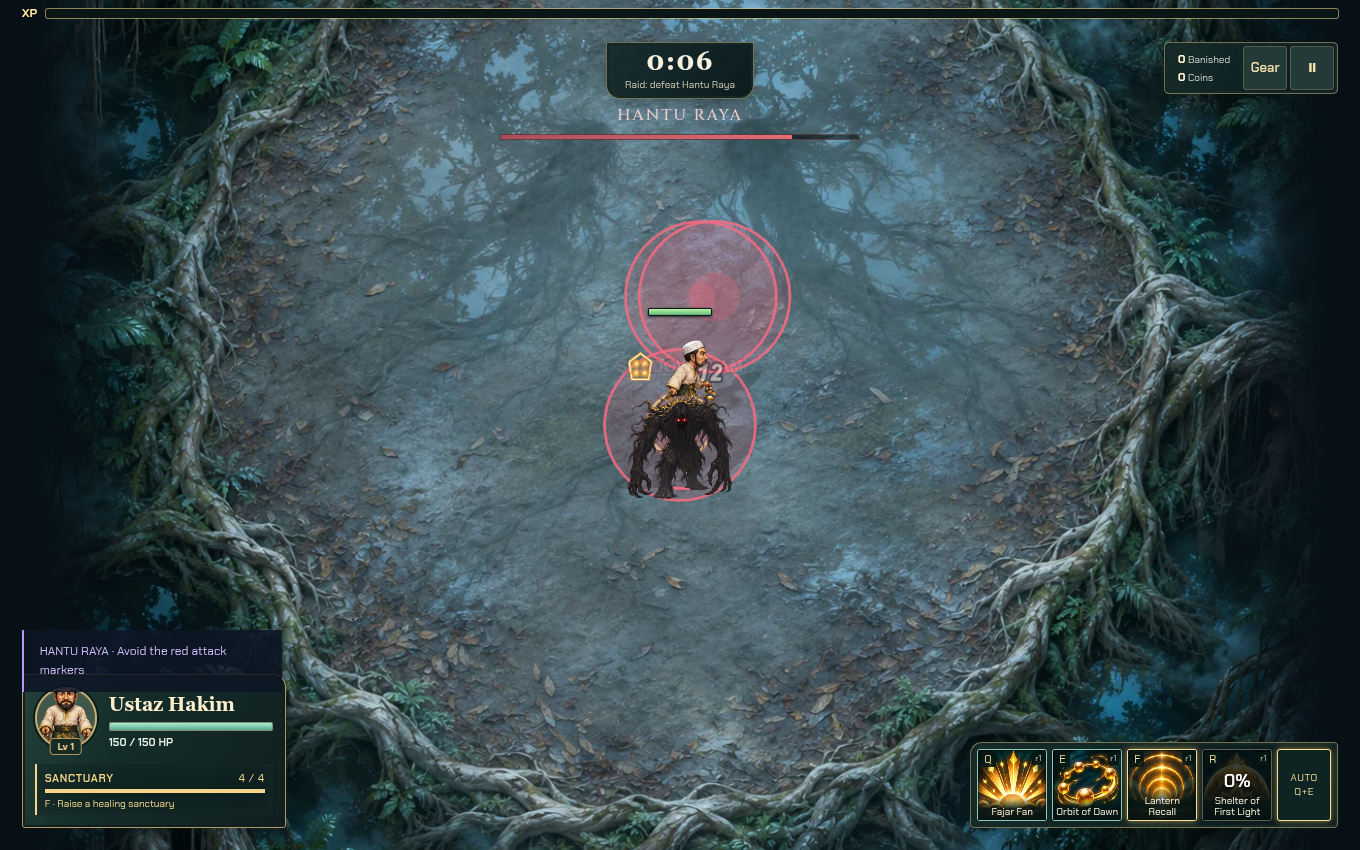 XP
0:06
Raid: defeat Hantu Raya
HANTU RAYA
0 Banished
0 Coins
Gear
II
12
HANTU RAYA · Avoid the red attack
markers
Ustaz Hakim
150 / 150 HP
Lv 1
SANCTUARY 4 / 4
F · Raise a healing sanctuary
Q r1
Fajar Fan
E r1
Orbit of Dawn
F r1
Lantern
Recall
R r1
0%
Shelter of
First Light
AUTO
Q+E